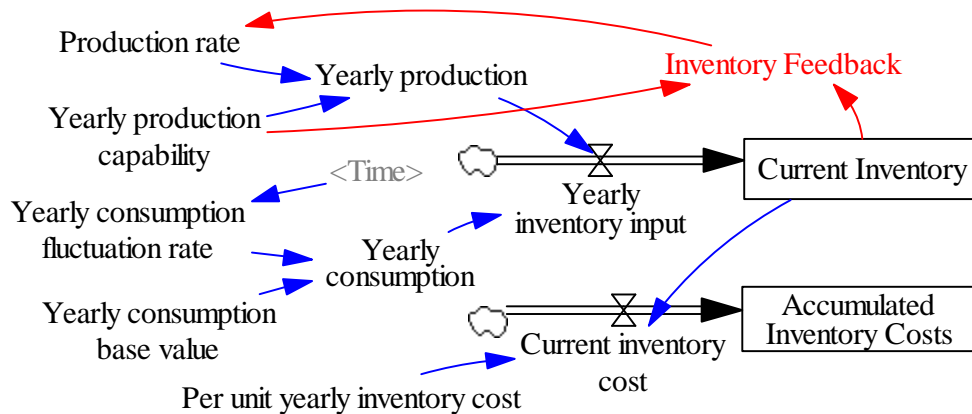 Production rate
Yearly production
Inventory Feedback
Yearly production
capability
<Time>
Current Inventory
Yearly
inventory input
Yearly consumption
fluctuation rate
Yearly
consumption
Yearly consumption
base value
Accumulated
Inventory Costs
Current inventory
cost
Per unit yearly inventory cost